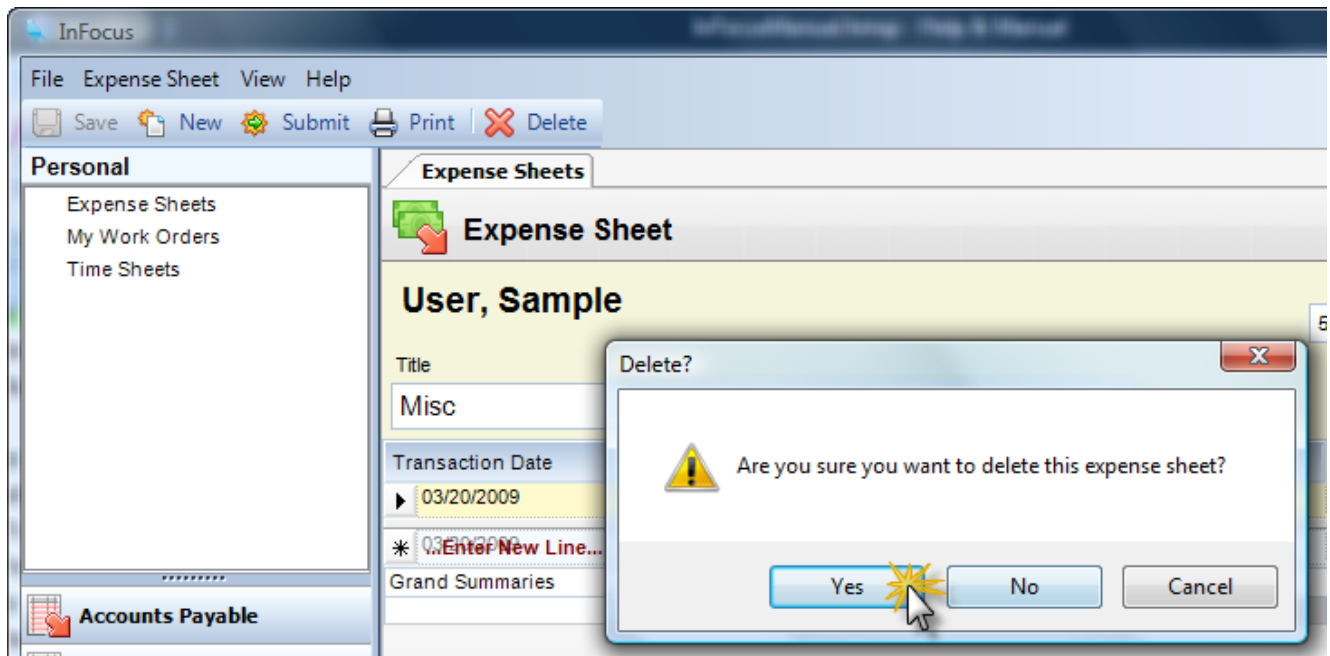 InFocus
File Expense Sheet View Help
Save New Submit Print Delete
Personal
Expense Sheets
My Work Orders
Time Sheets
Accounts Payable
Expense Sheets
Expense Sheet
User, Sample
5
Title
Misc
Transaction Date
03/20/2009
...Enter New Line...
Grand Summaries
Delete?
Are you sure you want to delete this expense sheet?
Yes No Cancel